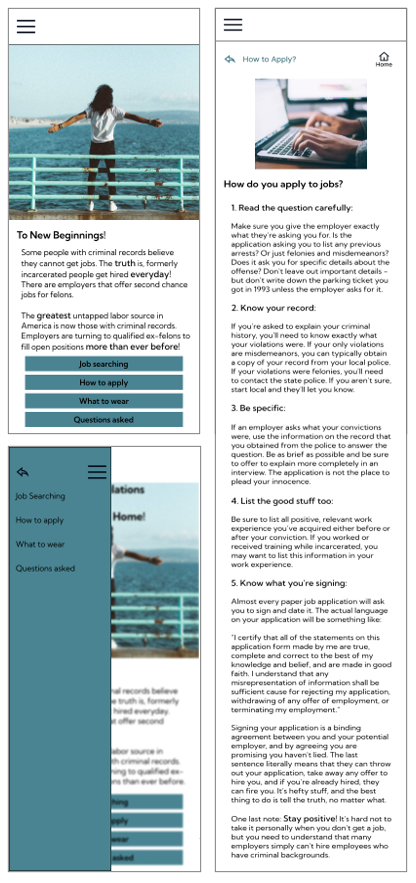 To New Beginnings!
Some people with criminal records believe
they cannot get jobs. The truth is, formerly
incarcerated people get hired everyday!
There are employers that offer second chance
jobs for felons.
The greatest untapped labor source in
America is now those with criminal records.
Employers are turning to qualified ex-felons to
fill open positions more than ever before!
Job searching
How to apply
What to wear
Questions asked
Job Searching
How to apply
What to wear
Questions asked
lations
Home!
nal records believe
hired everyday.
t offer second
labor source in
th criminal records.
ning to qualified ex-
ns than ever before.
hing
pply
wear
asked
How to Apply?
Home
How do you apply to jobs?
1. Read the question carefully:
Make sure you give the employer exactly
what they're asking you for. Is the
application asking you to list any previous
arrests? Or just felonies and misdemeanors?
Does it ask you for specific details about the
offense? Don't leave out important details -
but don't write down the parking ticket you
got in 1993 unless the employer asks for it.
2. Know your record:
If you're asked to explain your criminal
history, you'll need to know exactly what
your violations were. If your only violations
are misdemeanors, you can typically obtain
a copy of your record from your local police.
If your violations were felonies, you'll need
to contact the state police. If you aren't sure,
start local and they'll let you know.
3. Be specific:
If an employer asks what your convictions
were, use the information on the record that
you obtained from the police to answer the
question. Be as brief as possible and be sure
to offer to explain more completely in an
interview. The application is not the place to
plead your innocence.
4. List the good stuff too:
Be sure to list all positive, relevant work
experience you've acquired either before or
after your conviction. If you worked or
received training while incarcerated, you
may want to list this information in your
work experience.
5. Know what you're signing:
Almost every paper job application will ask
you to sign and date it. The actual language
on your application will be something like:
"I certify that all of the statements on this
application form made by me are true,
complete and correct to the best of my
knowledge and belief, and are made in good
faith. I understand that any
misrepresentation of information shall be
sufficient cause for rejecting my application,
withdrawing of any offer of employment, or
terminating my employment."
Signing your application is a binding
agreement between you and your potential
employer, and by agreeing you are
promising you haven't lied. The last
sentence literally means that they can throw
out your application, take away any offer to
hire you, and if you're already hired, they
can fire you. It's hefty stuff, and the best
thing to do is tell the truth, no matter what.
One last note: Stay positive! It's hard not to
take it personally when you don't get a job,
but you need to understand that many
employers simply can't hire employees who
have criminal backgrounds.